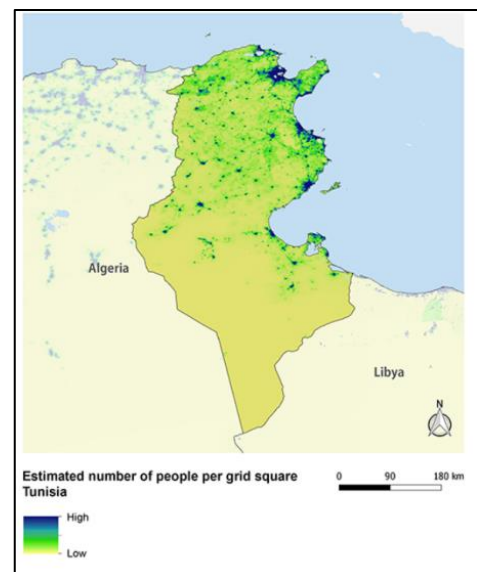 Algeria
Libya
N
Estimated number of people per grid square
Tunisia
0 90 180 km
High
Low